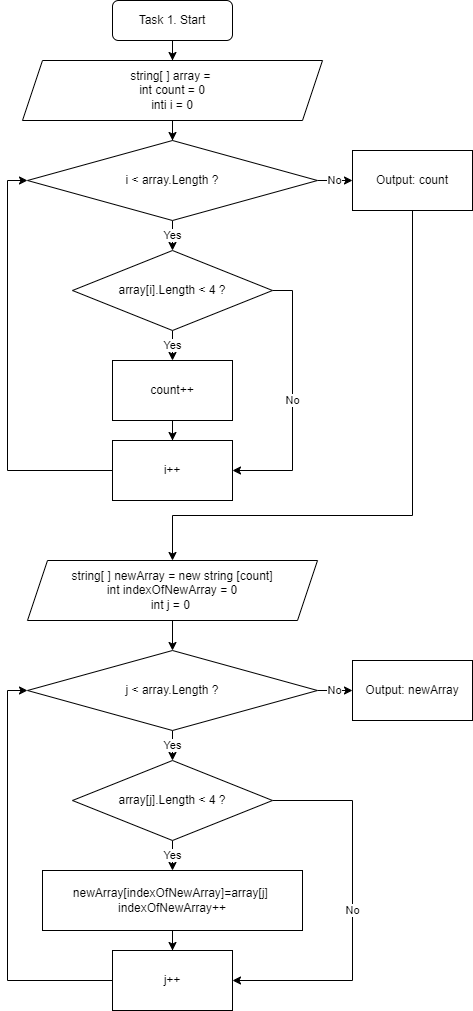 Task 1. Start
string[ ] array =
int count = 0
inti i = 0
i < array.Length ?
No
Output: count
Yes
array[i].Length < 4 ?
Yes
count++
No
i++
string[ ] newArray = new string [count]
int indexOfNewArray = 0
int j = 0
j < array.Length ?
No
Output: newArray
Yes
array[j].Length < 4 ?
Yes
newArray[indexOfNewArray]=array[j]
indexOfNewArray++
No
j++